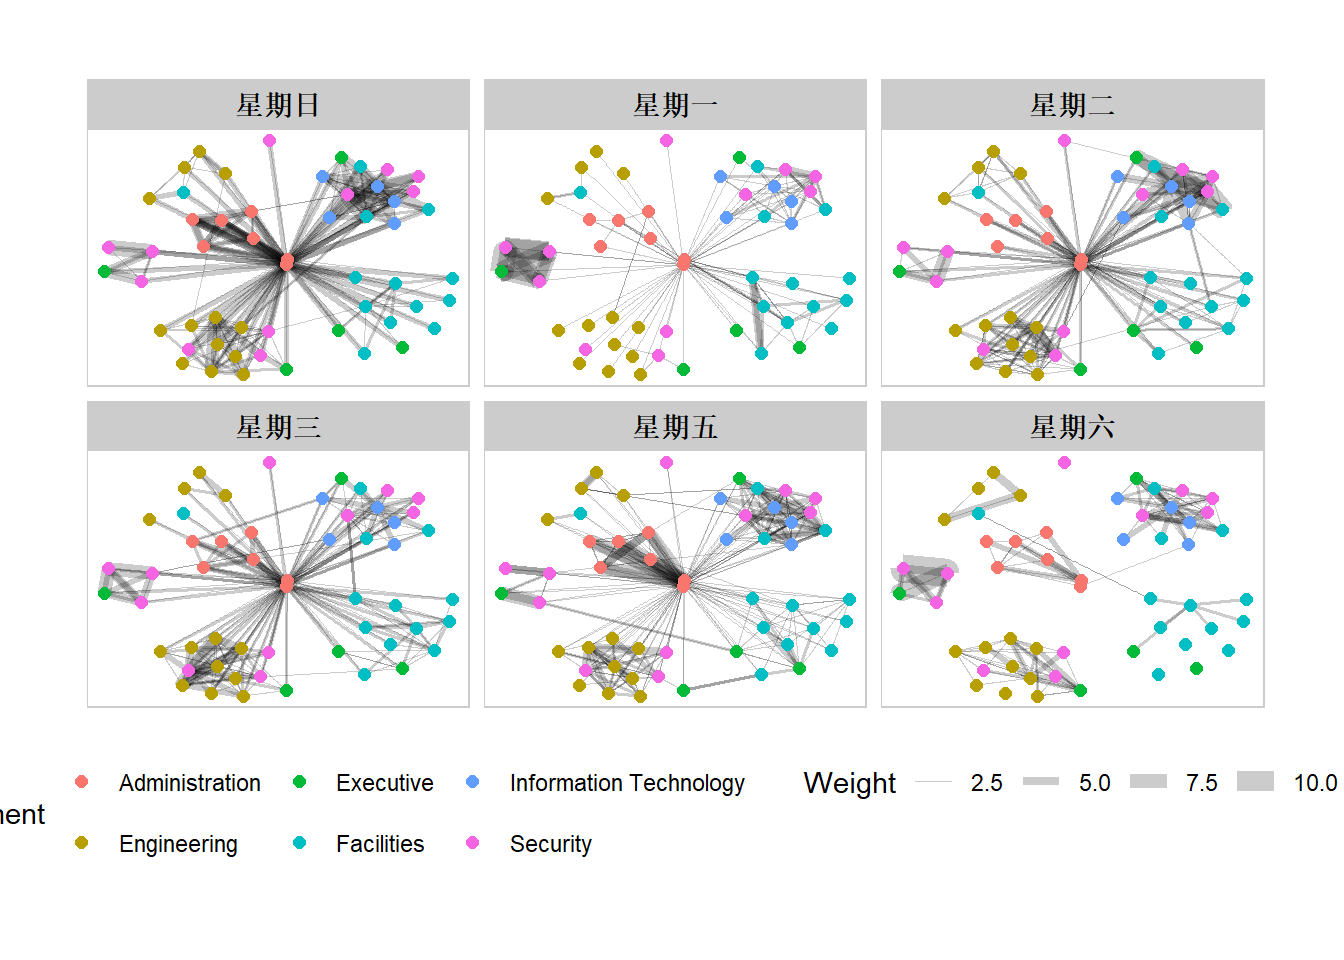 星期日
星期一
星期二
星期三
星期五
星期六
Administration
Executive
Information Technology
Weight
2.5
5.0
7.5
10.0
nent
Engineering
Facilities
Security